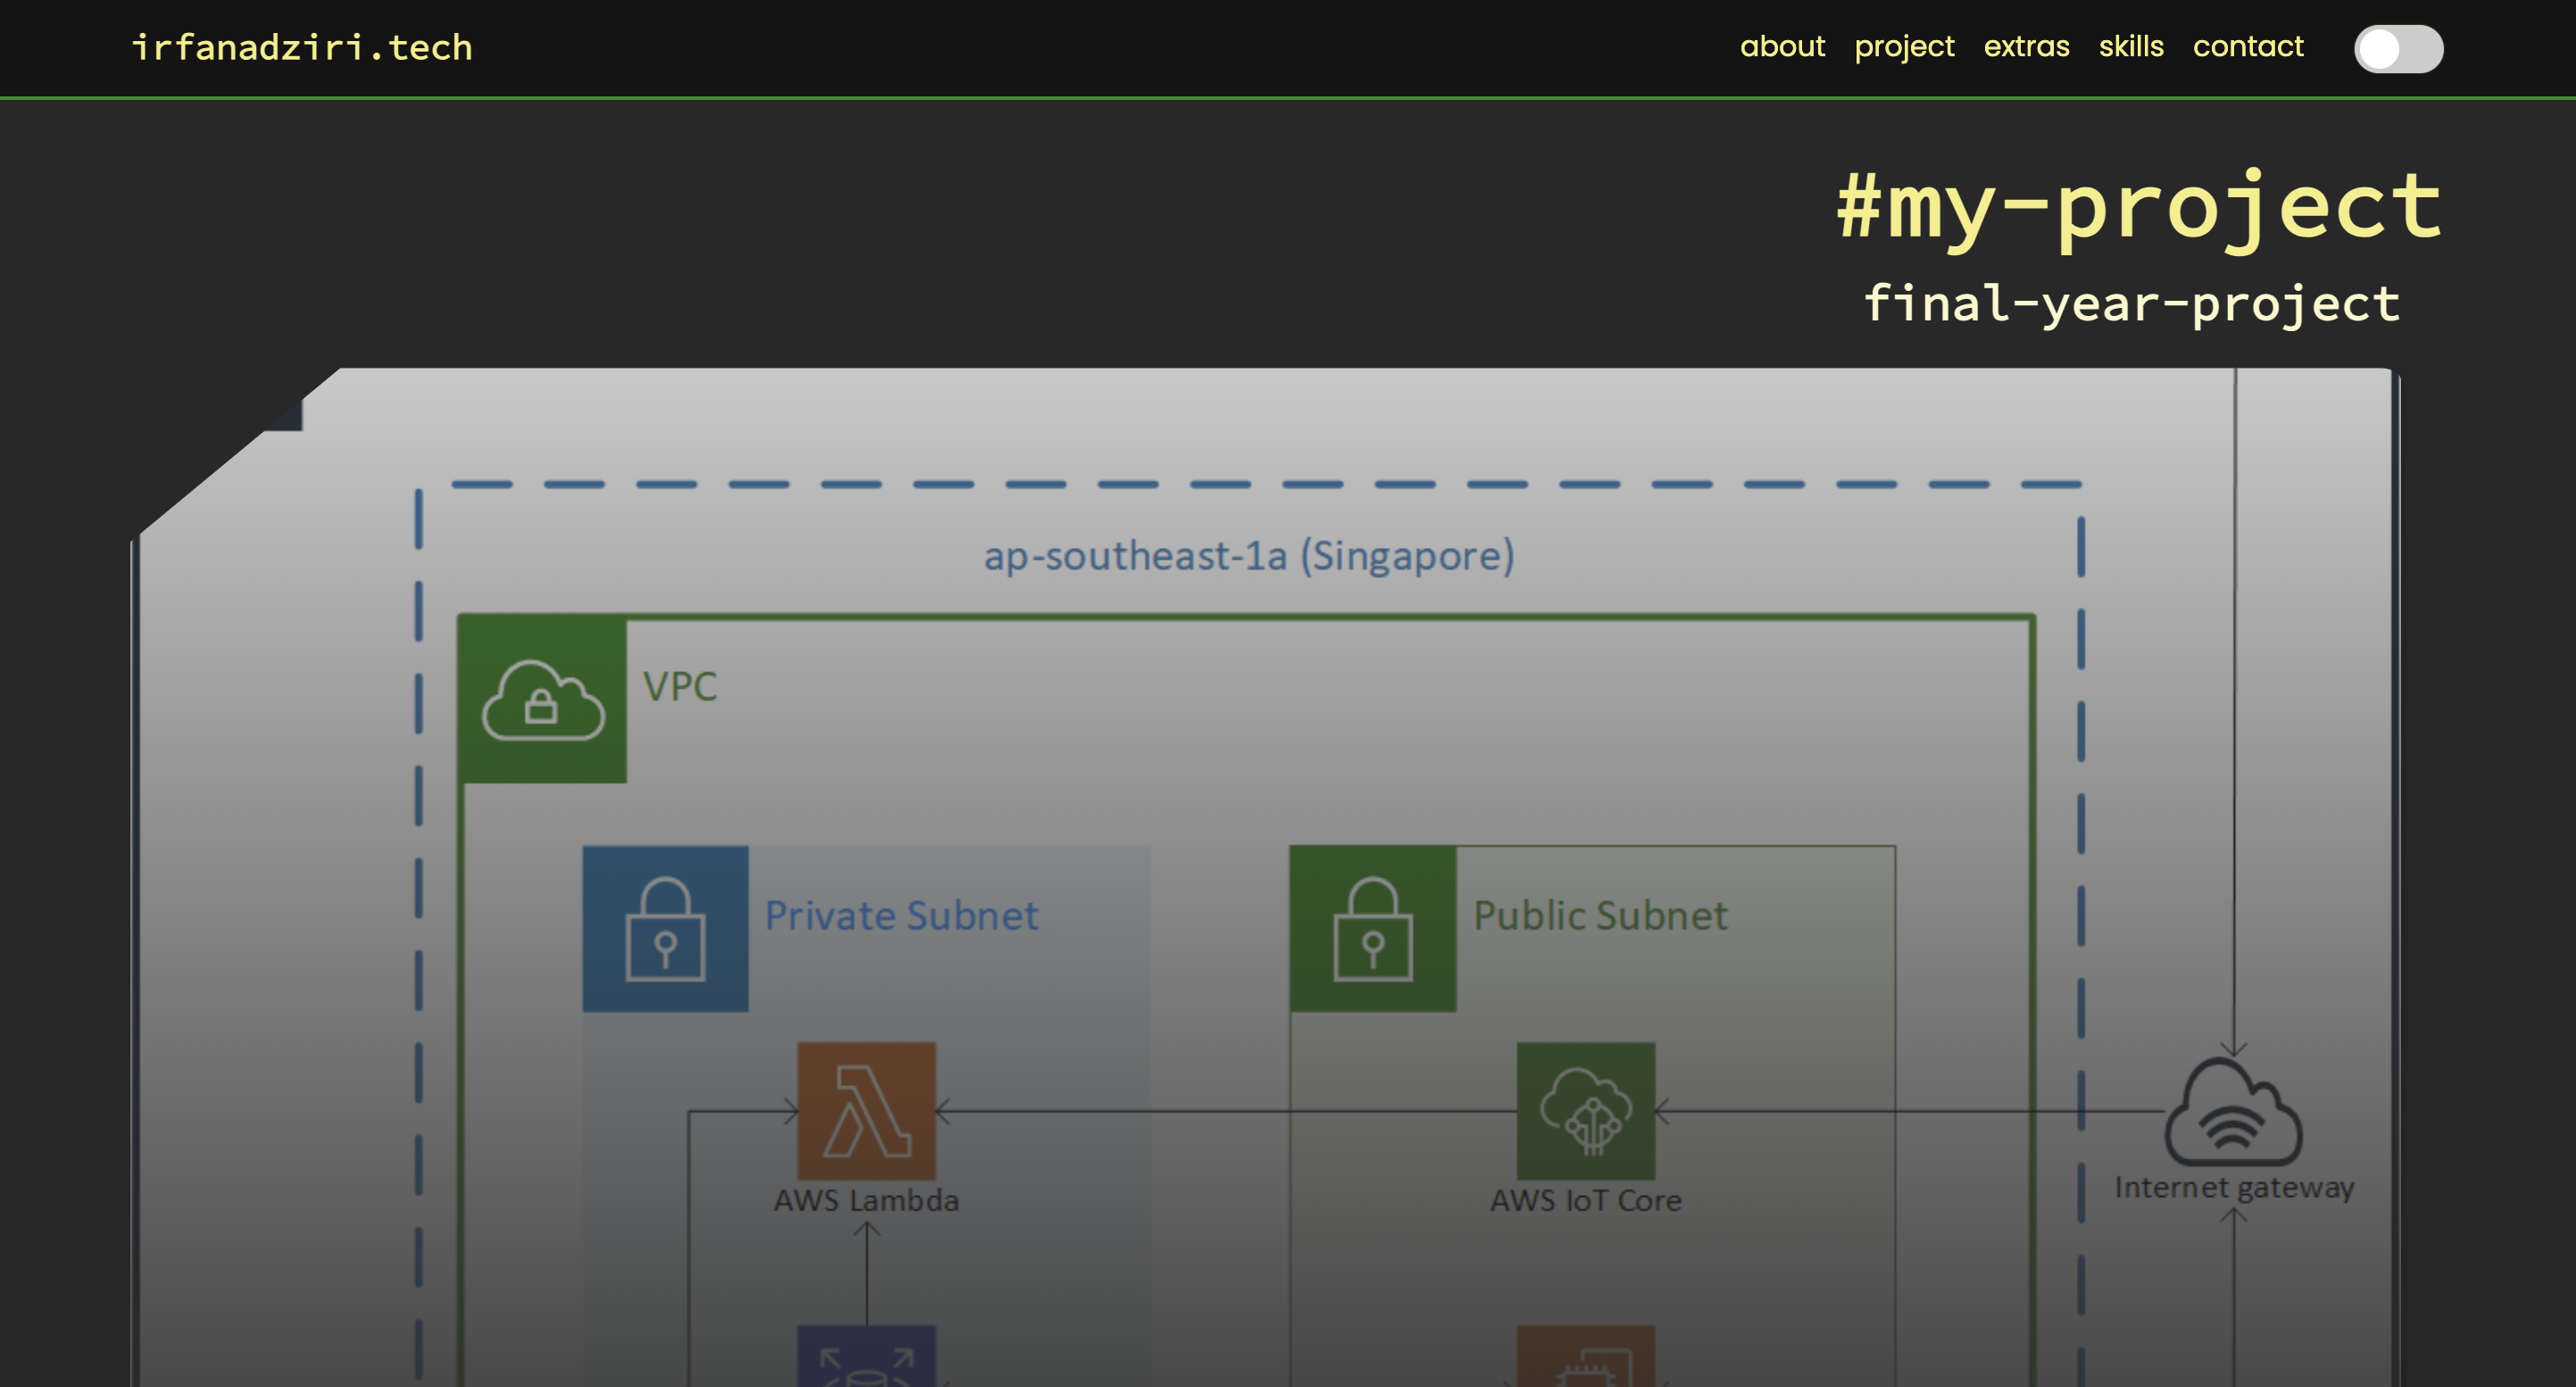 irfanadziri.tech
about project extras skills contact
#my-project
final-year-project
ap-southeast-1a (Singapore)
VPC
Private Subnet
Public Subnet
AWS Lambda
AWS IoT Core
Internet gateway